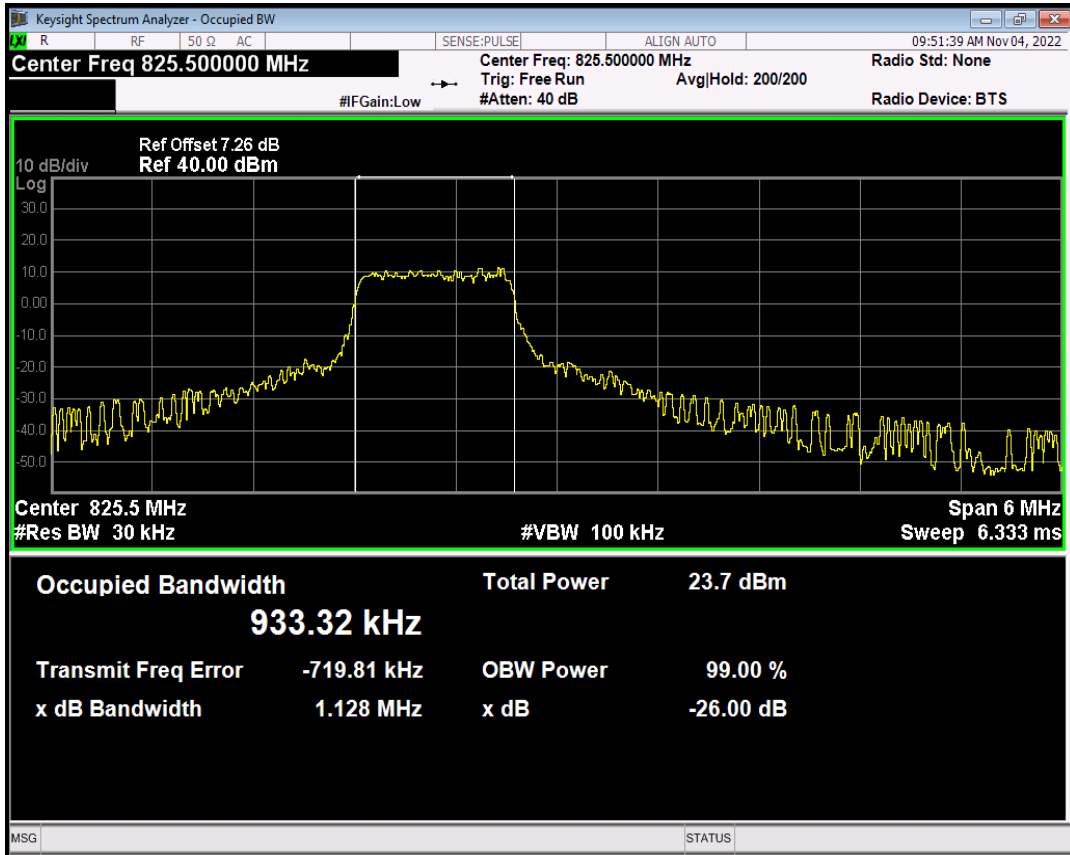 Keysight Spectrum Analyzer - Occupied BW
LXI R RF 50 Ω AC SENSE:PULSE ALIGN AUTO 09:51:39 AM Nov 04, 2022
Center Freq 825.500000 MHz Center Freq: 825.500000 MHz Radio Std: None
Trig: Free Run Avg|Hold: 200/200
#IFGain:Low #Atten: 40 dB Radio Device: BTS
Ref Offset 7.26 dB
10 dB/div Ref 40.00 dBm
Log
30.0
20.0
10.0
0.00
-10.0
-20.0
-30.0
-40.0
-50.0
Center 825.5 MHz Span 6 MHz
#Res BW 30 kHz #VBW 100 kHz Sweep 6.333 ms
Occupied Bandwidth Total Power 23.7 dBm
933.32 kHz
Transmit Freq Error -719.81 kHz OBW Power 99.00 %
x dB Bandwidth 1.128 MHz x dB -26.00 dB
MSG STATUS